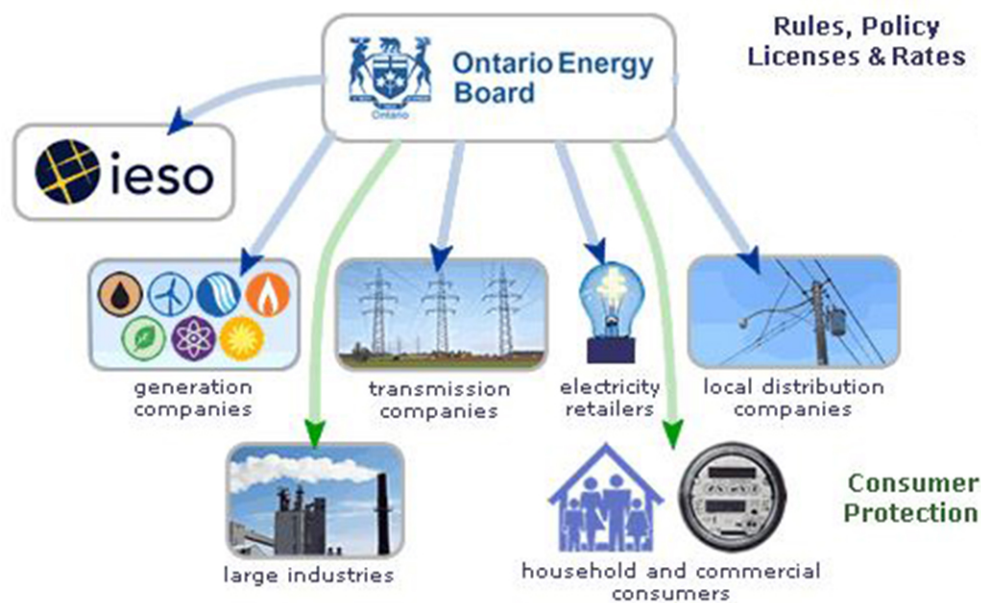 Rules, Policy
Licenses & Rates
Ontario Energy
Board
Ontario
ieso
generation
companies
transmission
companies
electricity
retailers
local distribution
companies
large industries
household and commercial
consumers
Consumer
Protection